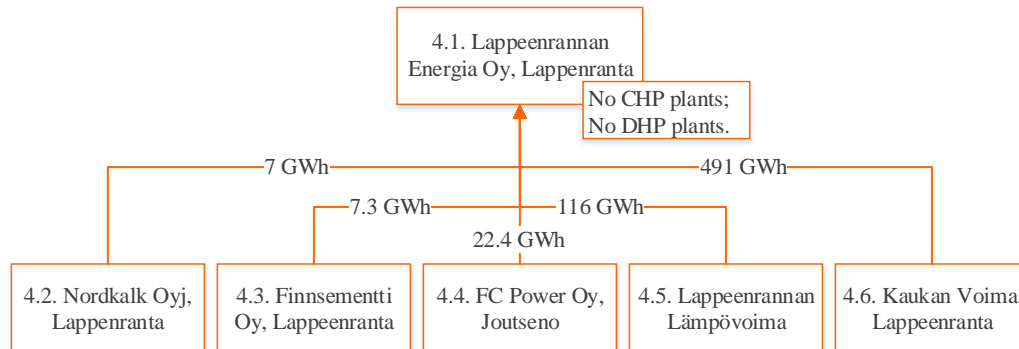 4.1. Lappeenrannan
Energia Oy, Lappenranta
No CHP plants;
No DHP plants.
7 GWh
491 GWh
7.3 GWh
116 GWh
22.4 GWh
4.2. Nordkalk Oyj,
Lappenranta
4.3. Finnsementti
Oy, Lappeenranta
4.4. FC Power Oy,
Joutseno
4.5. Lappeenrannan
Lämpövoima
4.6. Kaukan Voima
Lappeenranta